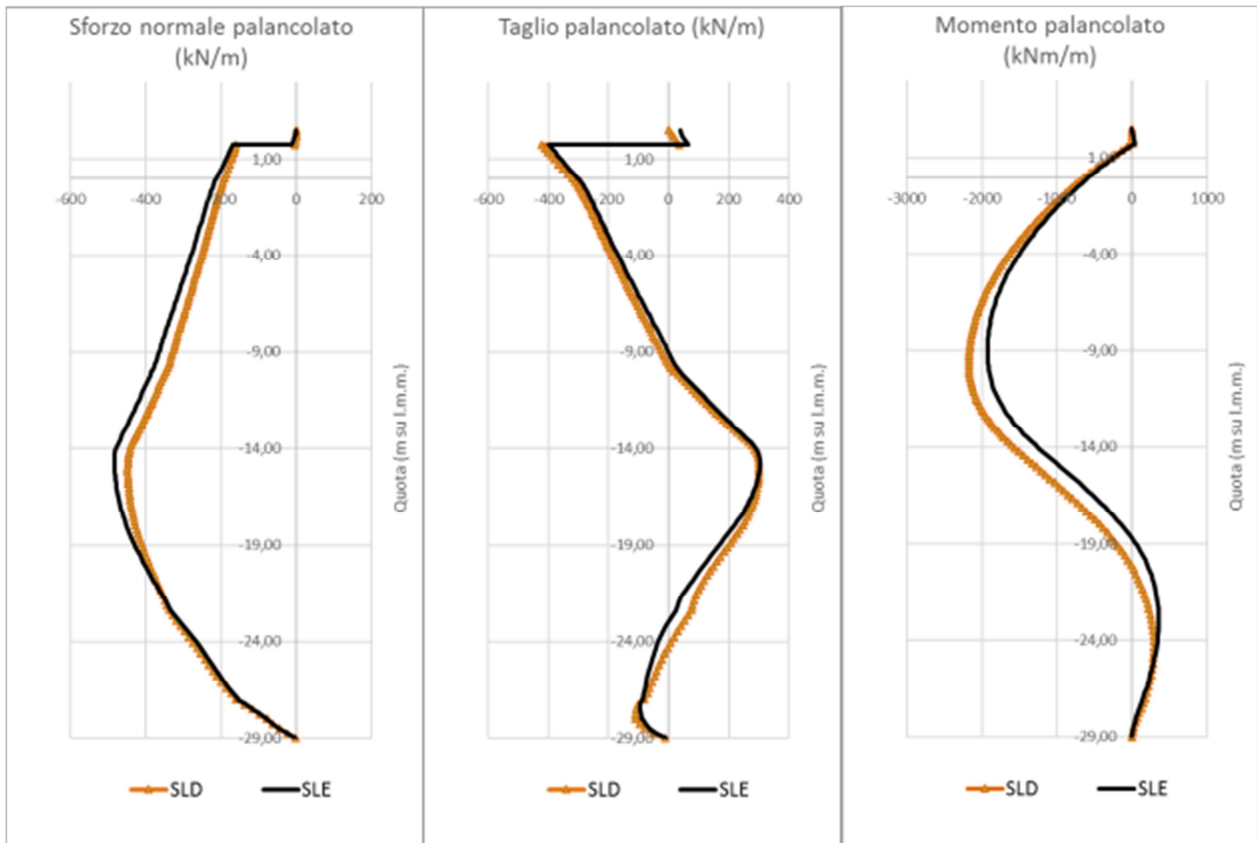 Sforzo normale palancolato
(kN/m)
1,00
-600 -400 -200 0 200
-4,00
-9,00
-14,00
-19,00
-24,00
-29,00
Quota (m su l.m.m.)
SLD SLE
Taglio palancolato (kN/m)
1,00
-600 -400 -200 0 200 400
-4,00
-9,00
-14,00
-19,00
-24,00
-29,00
Quota (m su l.m.m.)
SLD SLE
Momento palancolato
(kNm/m)
1,00
-3000 -2000 -1000 0 1000
-4,00
-9,00
-14,00
-19,00
-24,00
-29,00
Quota (m su l.m.m.)
SLD SLE